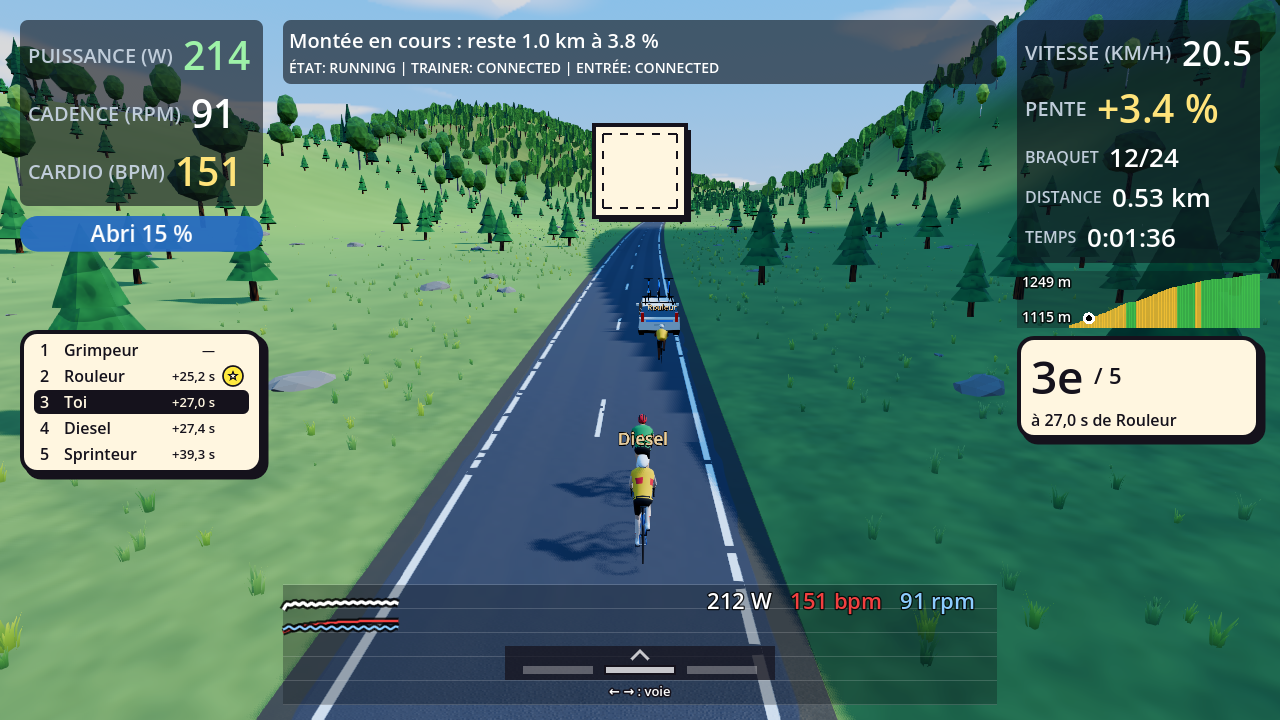 PUISSANCE (W) 214
CADENCE (RPM) 91
CARDIO (BPM) 151
Abri 15 %
Montée en cours : reste 1.0 km à 3.8 %
ÉTAT: RUNNING | TRAINER: CONNECTED | ENTRÉE: CONNECTED
VITESSE (KM/H) 20.5
PENTE +3.4 %
BRAQUET 12/24
DISTANCE 0.53 km
TEMPS 0:01:36
1249 m
1115 m
1 Grimpeur —
2 Rouleur +25,2 s
3 Toi +27,0 s
4 Diesel +27,4 s
5 Sprinteur +39,3 s
3e / 5
à 27,0 s de Rouleur
Rouleur
Diesel
212 W 151 bpm 91 rpm
← → : voie